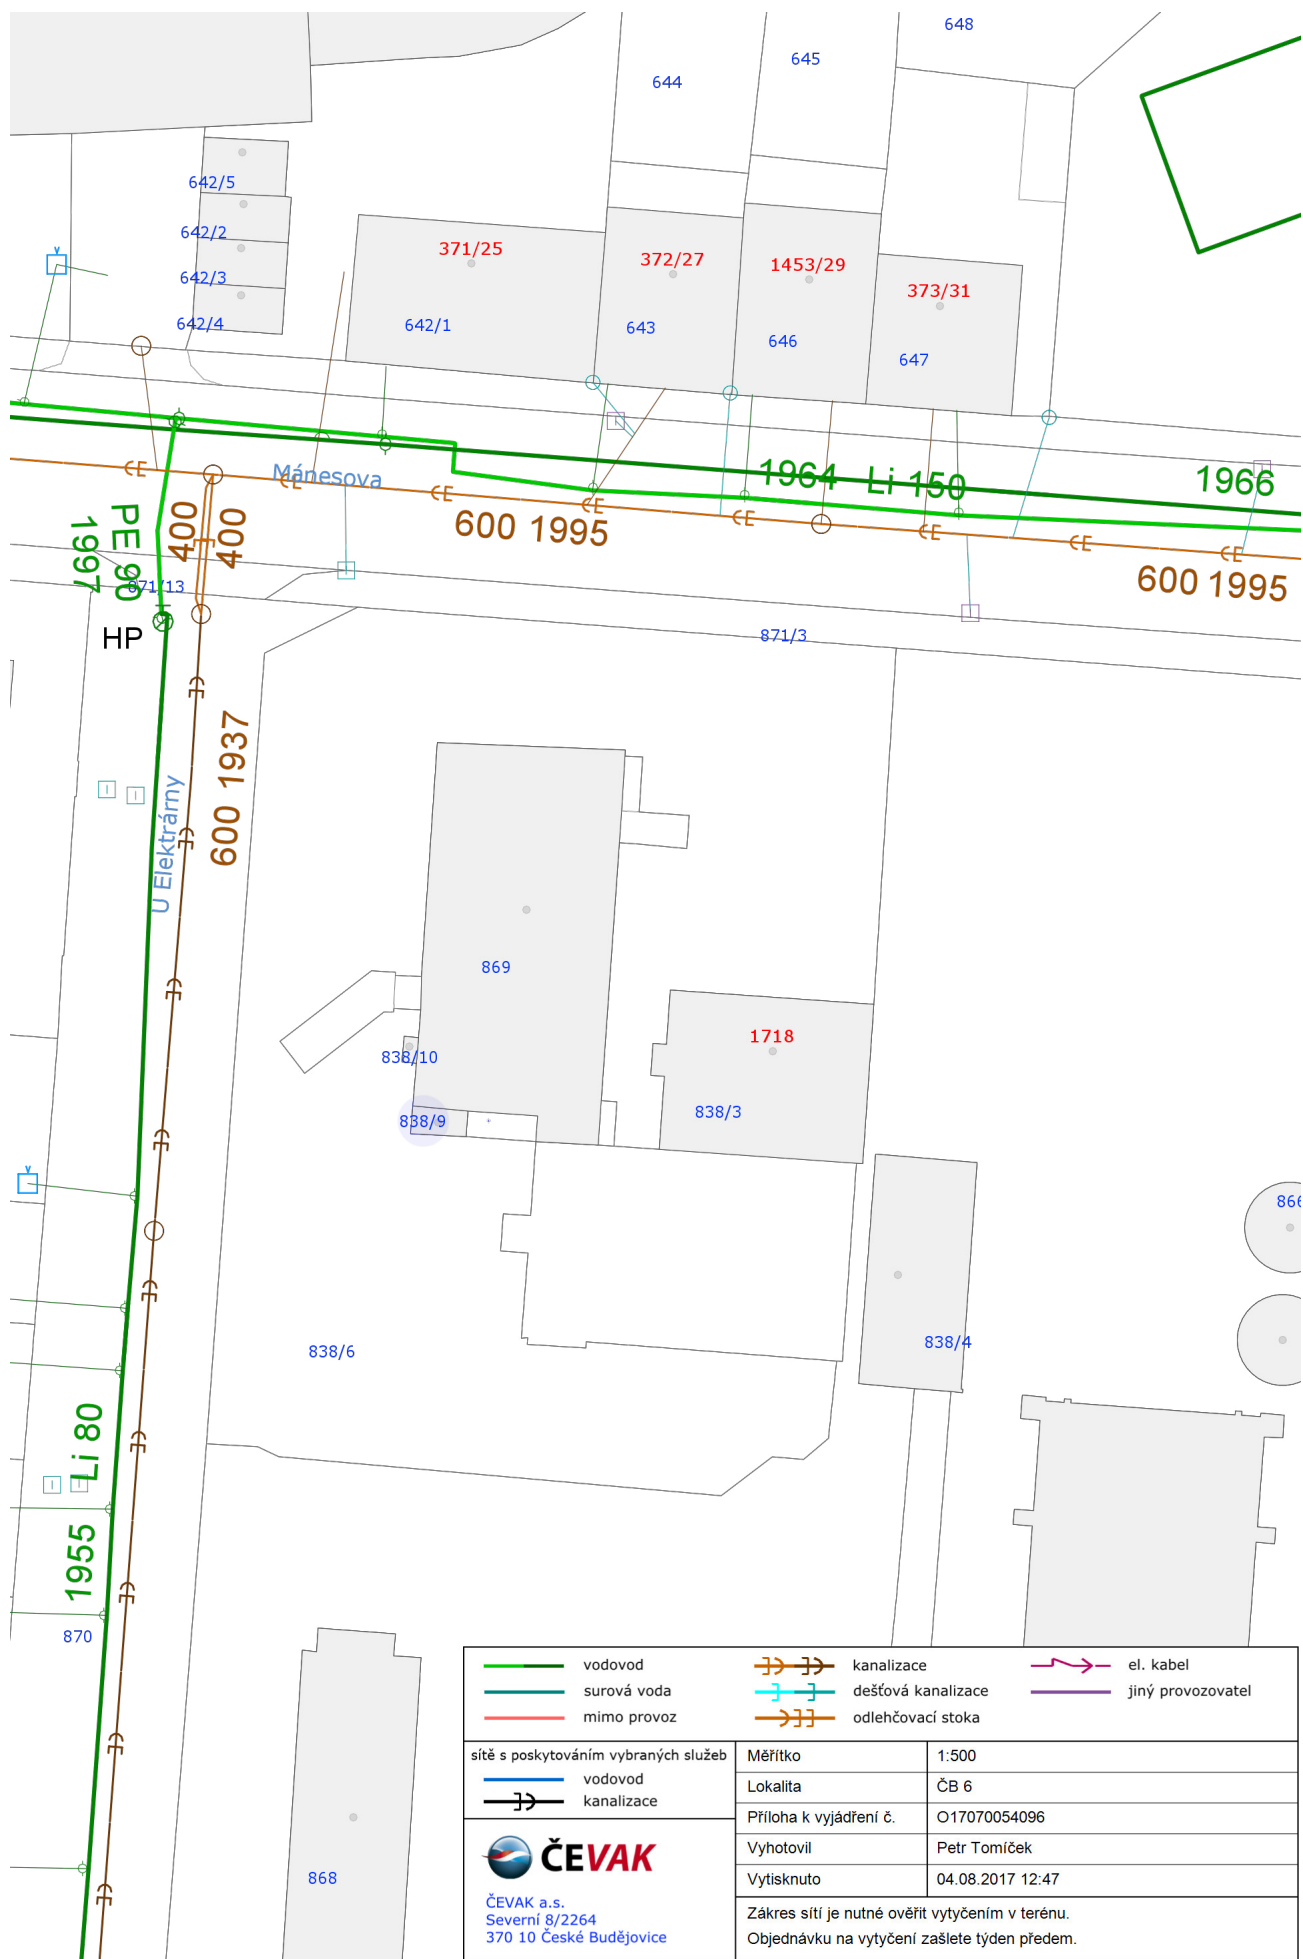 648
645
644
642/5
642/2
642/3
642/4
371/25
372/27
1453/29
373/31
642/1
643
646
647
Mánesova
1964 Li 150
1966
600 1995
600 1995
400
400
PE 90
1997
871/13
HP
871/3
600 1937
U Elektrárny
869
838/10
838/9
1718
838/3
866
838/4
838/6
Li 80
1955
870
868
vodovod
surová voda
mimo provoz
kanalizace
dešťová kanalizace
odlehčovací stoka
el. kabel
jiný provozovatel
sítě s poskytováním vybraných služeb
vodovod
kanalizace
Měřítko 1:500
Lokalita ČB 6
Příloha k vyjádření č. O17070054096
Vyhotovil Petr Tomíček
Vytisknuto 04.08.2017 12:47
ČEVAK
ČEVAK a.s.
Severní 8/2264
370 10 České Budějovice
Zákres sítí je nutné ověřit vytyčením v terénu.
Objednávku na vytyčení zašlete týden předem.